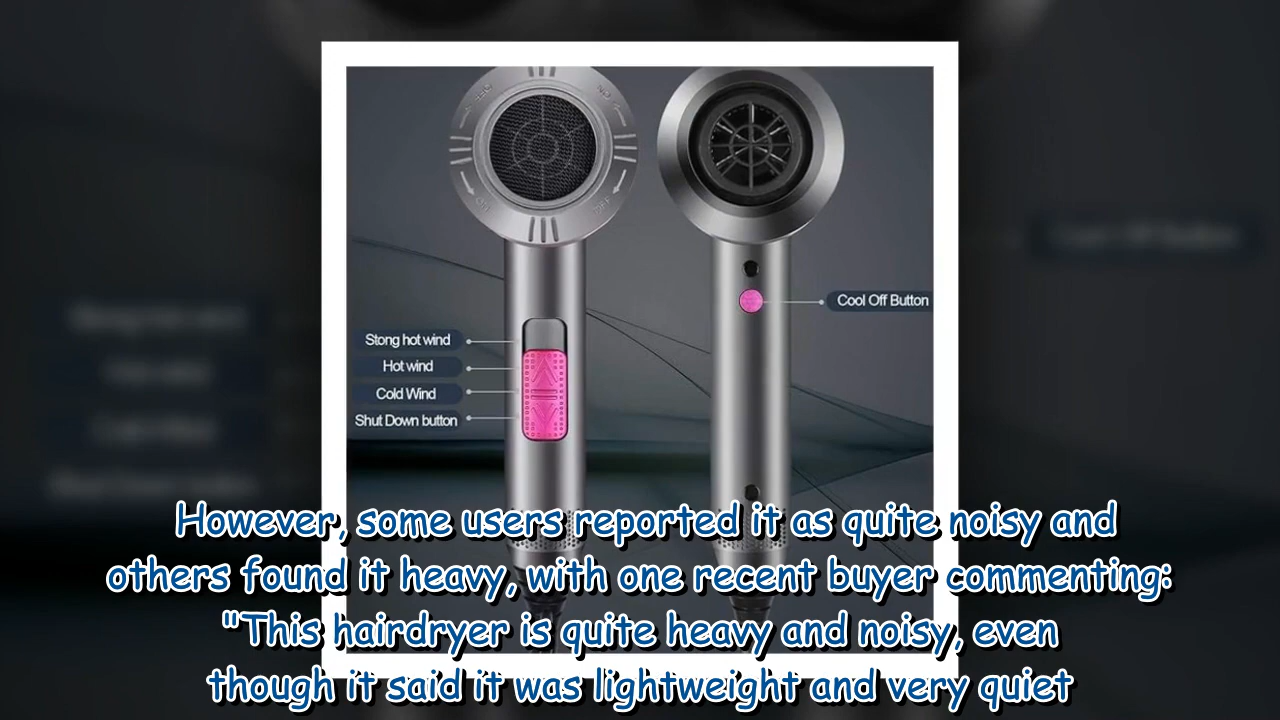 Cool Off Button
Stong hot wind
Hot wind
Cold Wind
Shut Down button
However, some users reported it as quite noisy and
others found it heavy, with one recent buyer commenting:
"This hairdryer is quite heavy and noisy, even
though it said it was lightweight and very quiet